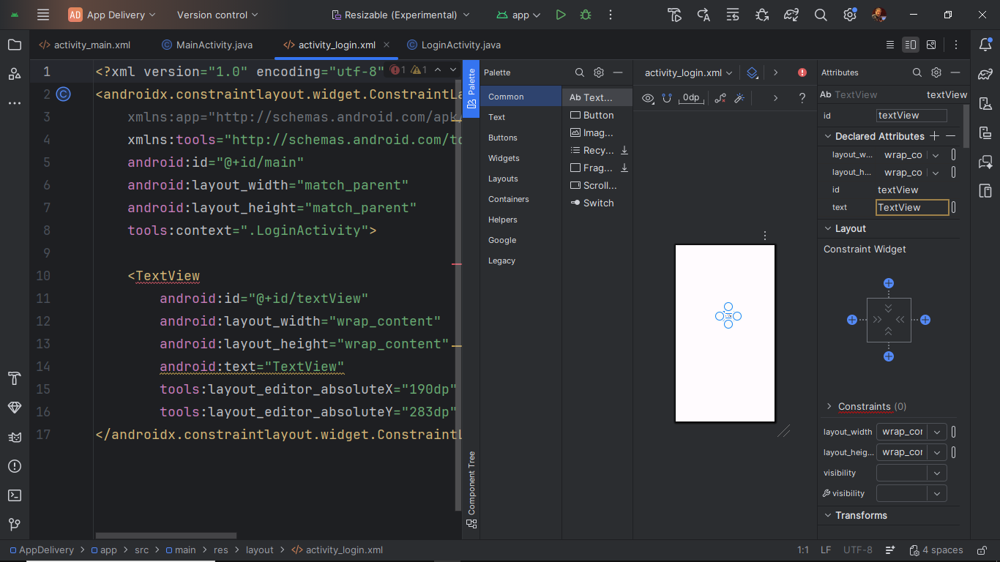 AD App Delivery Version control Resizable (Experimental) app
activity_main.xml MainActivity.java activity_login.xml LoginActivity.java
1 <?xml version="1.0" encoding="utf-8" 1 1
2 <androidx.constraintlayout.widget.ConstraintLa
3 xmlns:app="http://schemas.android.com/apk/
4 xmlns:tools="http://schemas.android.com/to
5 android:id="@+id/main"
6 android:layout_width="match_parent"
7 android:layout_height="match_parent"
8 tools:context=".LoginActivity">
9
10 <TextView
11 android:id="@+id/textView"
12 android:layout_width="wrap_content"
13 android:layout_height="wrap_content"
14 android:text="TextView"
15 tools:layout_editor_absoluteX="190dp"
16 tools:layout_editor_absoluteY="283dp"
17 </androidx.constraintlayout.widget.ConstraintL
Palette
Component Tree
Palette
Common
Text
Buttons
Widgets
Layouts
Containers
Helpers
Google
Legacy
Ab Text...
Button
Imag...
Recy...
Frag...
Scroll...
Switch
activity_login.xml
0dp
Attributes
Ab TextView textView
id textView
Declared Attributes
layout_w... wrap_co
layout_h... wrap_co
id textView
text TextView
Layout
Constraint Widget
Constraints (0)
layout_width wrap_cor
layout_heig... wrap_cor
visibility
visibility
Transforms
AppDelivery app src main res layout activity_login.xml 1:1 LF UTF-8 4 spaces